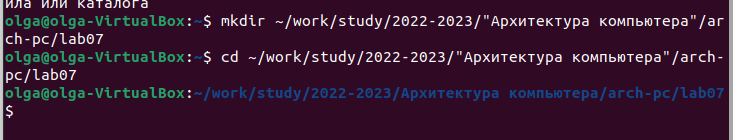 ила или каталога
olga@olga-VirtualBox:~$ mkdir ~/work/study/2022-2023/"Архитектура компьютера"/ar
ch-pc/lab07
olga@olga-VirtualBox:~$ cd ~/work/study/2022-2023/"Архитектура компьютера"/arch-
pc/lab07
olga@olga-VirtualBox:~/work/study/2022-2023/Архитектура компьютера/arch-pc/lab07
$